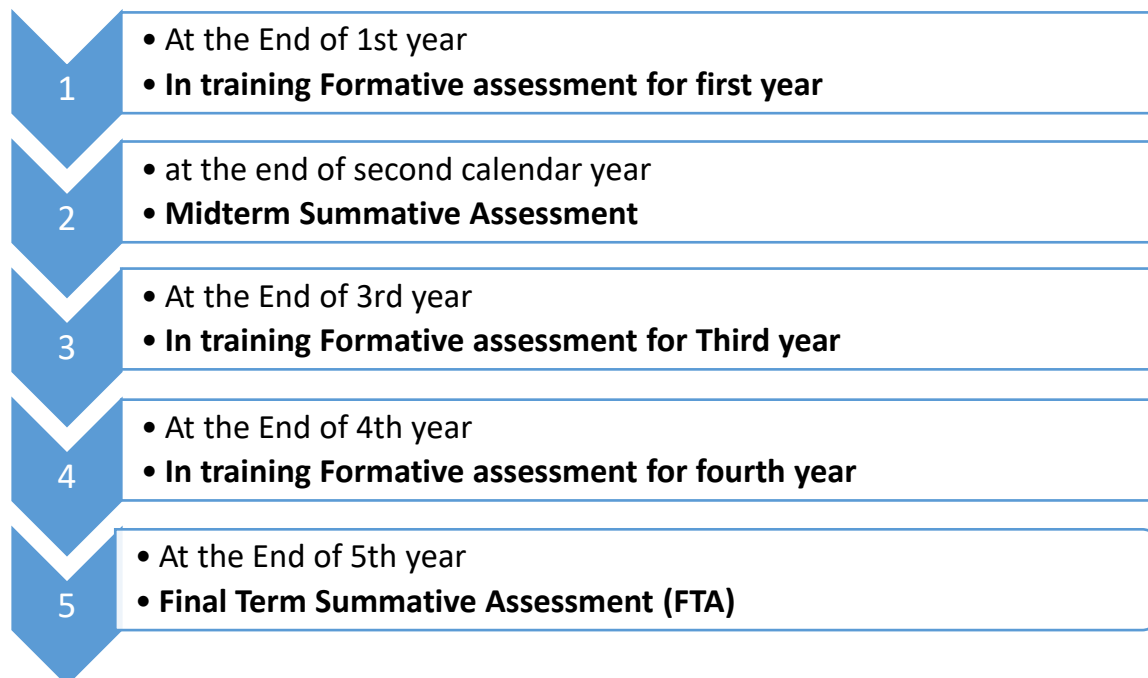 1
• At the End of 1st year
• In training Formative assessment for first year
2
• at the end of second calendar year
• Midterm Summative Assessment
3
• At the End of 3rd year
• In training Formative assessment for Third year
4
• At the End of 4th year
• In training Formative assessment for fourth year
5
• At the End of 5th year
• Final Term Summative Assessment (FTA)